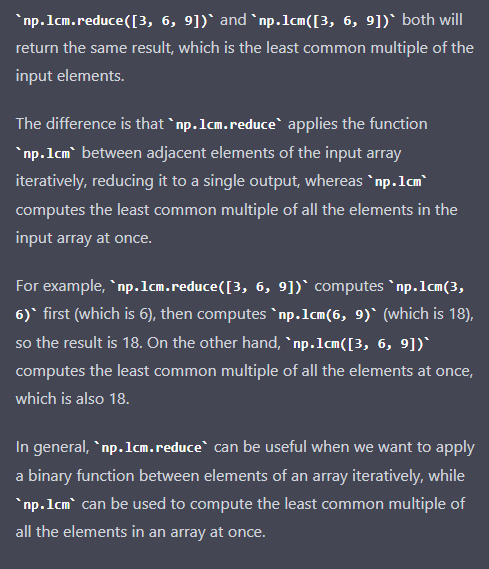 `np.lcm.reduce([3, 6, 9])` and `np.lcm([3, 6, 9])` both will
return the same result, which is the least common multiple of the
input elements.
The difference is that `np.lcm.reduce` applies the function
`np.lcm` between adjacent elements of the input array
iteratively, reducing it to a single output, whereas `np.lcm`
computes the least common multiple of all the elements in the
input array at once.
For example, `np.lcm.reduce([3, 6, 9])` computes `np.lcm(3,
6)` first (which is 6), then computes `np.lcm(6, 9)` (which is 18),
so the result is 18. On the other hand, `np.lcm([3, 6, 9])`
computes the least common multiple of all the elements at once,
which is also 18.
In general, `np.lcm.reduce` can be useful when we want to apply
a binary function between elements of an array iteratively, while
`np.lcm` can be used to compute the least common multiple of
all the elements in an array at once.